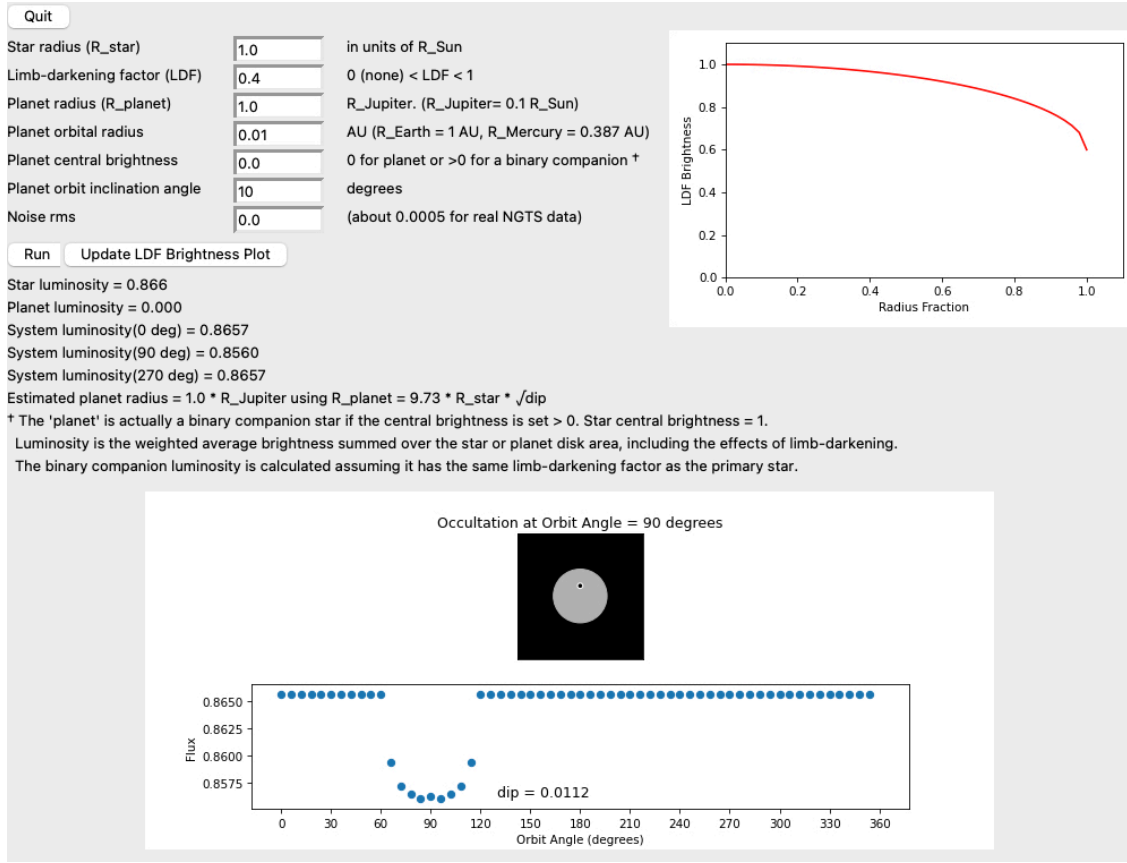 Quit
Star radius (R_star) 1.0 in units of R_Sun
Limb-darkening factor (LDF) 0.4 0 (none) < LDF < 1
Planet radius (R_planet) 1.0 R_Jupiter. (R_Jupiter= 0.1 R_Sun)
Planet orbital radius 0.01 AU (R_Earth = 1 AU, R_Mercury = 0.387 AU)
Planet central brightness 0.0 0 for planet or >0 for a binary companion †
Planet orbit inclination angle 10 degrees
Noise rms 0.0 (about 0.0005 for real NGTS data)
Run Update LDF Brightness Plot
1.0
0.8
0.6
0.4
0.2
0.0
LDF Brightness
0.0 0.2 0.4 0.6 0.8 1.0
Radius Fraction
Star luminosity = 0.866
Planet luminosity = 0.000
System luminosity(0 deg) = 0.8657
System luminosity(90 deg) = 0.8560
System luminosity(270 deg) = 0.8657
Estimated planet radius = 1.0 * R_Jupiter using R_planet = 9.73 * R_star * √dip
† The 'planet' is actually a binary companion star if the central brightness is set > 0. Star central brightness = 1.
Luminosity is the weighted average brightness summed over the star or planet disk area, including the effects of limb-darkening.
The binary companion luminosity is calculated assuming it has the same limb-darkening factor as the primary star.
Occultation at Orbit Angle = 90 degrees
0.8650
0.8625
0.8600
0.8575
Flux
dip = 0.0112
0 30 60 90 120 150 180 210 240 270 300 330 360
Orbit Angle (degrees)